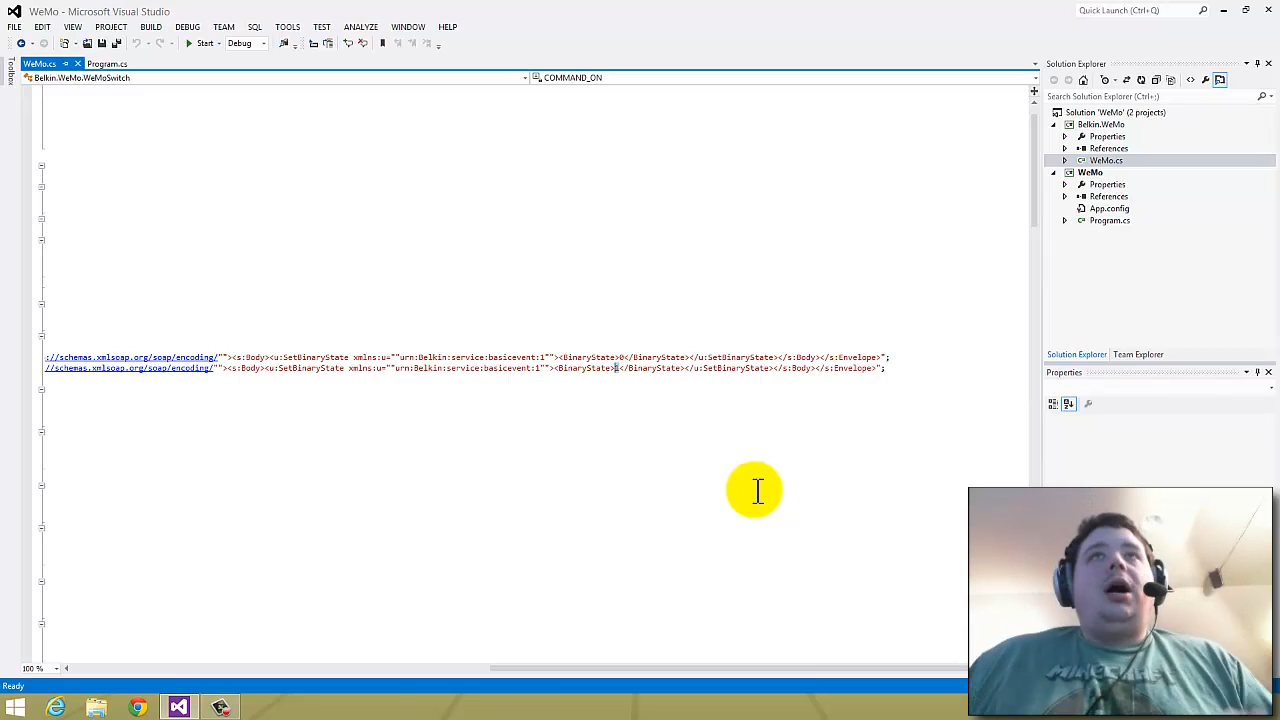 WeMo - Microsoft Visual Studio
Quick Launch (Ctrl+Q)
FILE EDIT VIEW PROJECT BUILD DEBUG TEAM SQL TOOLS TEST ANALYZE WINDOW HELP
Start Debug
WeMo.cs Program.cs
Toolbox
Belkin.WeMo.WeMoSwitch COMMAND_ON
://schemas.xmlsoap.org/soap/encoding/""><s:Body><u:SetBinaryState xmlns:u=""urn:Belkin:service:basicevent:1""><BinaryState>0</BinaryState></u:SetBinaryState></s:Body></s:Envelope>";
//schemas.xmlsoap.org/soap/encoding/""><s:Body><u:SetBinaryState xmlns:u=""urn:Belkin:service:basicevent:1""><BinaryState></BinaryState></u:SetBinaryState></s:Body></s:Envelope>";
100 %
Ready
Solution Explorer
Search Solution Explorer (Ctrl+;)
Solution 'WeMo' (2 projects)
Belkin.WeMo
Properties
References
WeMo.cs
WeMo
Properties
References
App.config
Program.cs
Solution Explorer Team Explorer
Properties